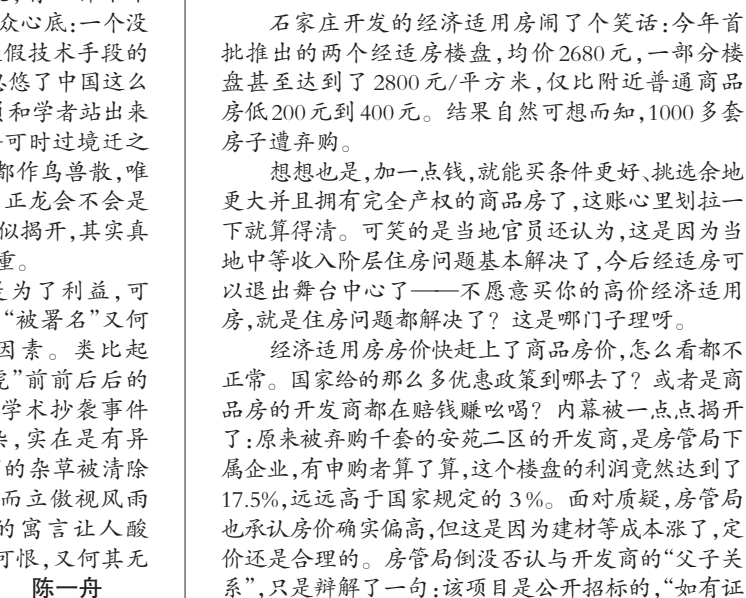 众心底:一个没
假技术手段的
忽悠了中国这么
员和学者站出来
可时过境迁之
都作鸟兽散,唯
正龙会不会是
似揭开,其实真
重。
是为了利益,可
“被署名”又何
因素。类比起
虎”前前后后的
学术抄袭事件
杂,实在是有异
的杂草被清除
而立傲视风雨
的寓言让人酸
可恨,又何其无
陈一舟
石家庄开发的经济适用房闹了个笑话:今年首
批推出的两个经适房楼盘,均价2680元,一部分楼
盘甚至达到了2800元/平方米,仅比附近普通商品
房低200元到400元。结果自然可想而知,1000多套
房子遭弃购。
想想也是,加一点钱,就能买条件更好、挑选余地
更大并且拥有完全产权的商品房了,这账心里划拉一
下就算得清。可笑的是当地官员还认为,这是因为当
地中等收入阶层住房问题基本解决了,今后经适房可
以退出舞台中心了——不愿意买你的高价经济适用
房,就是住房问题都解决了?这是哪门子理呀。
经济适用房房价快赶上了商品房价,怎么看都不
正常。国家给的那么多优惠政策到哪去了?或者是商
品房的开发商都在赔钱赚吆喝?内幕被一点点揭开
了:原来被弃购千套的安苑二区的开发商,是房管局下
属企业,有申购者算了算,这个楼盘的利润竟然达到了
17.5%,远远高于国家规定的3%。面对质疑,房管局
也承认房价确实偏高,但这是因为建材等成本涨了,定
价还是合理的。房管局倒没否认与开发商的“父子关
系”,只是辩解了一句:该项目是公开招标的,“如有证